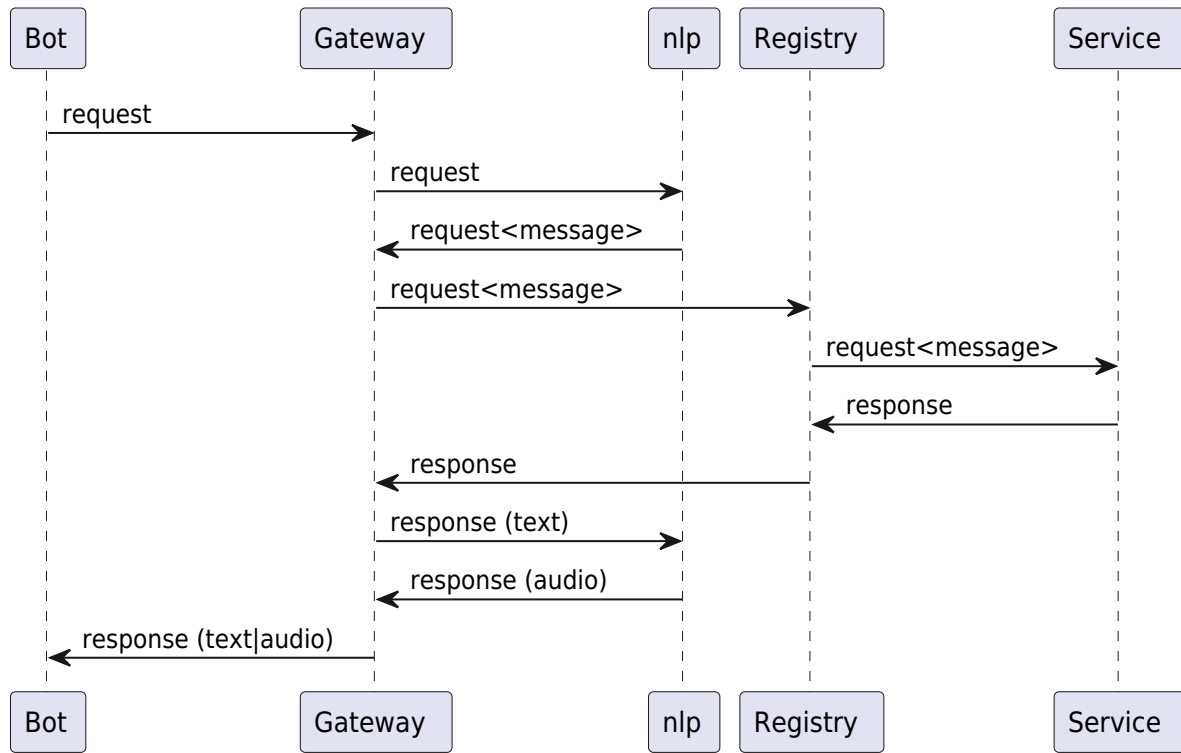 Bot Gateway nlp Registry Service
request
request
request<message>
request<message>
request<message>
response
response
response (text)
response (audio)
response (text|audio)
Bot Gateway nlp Registry Service